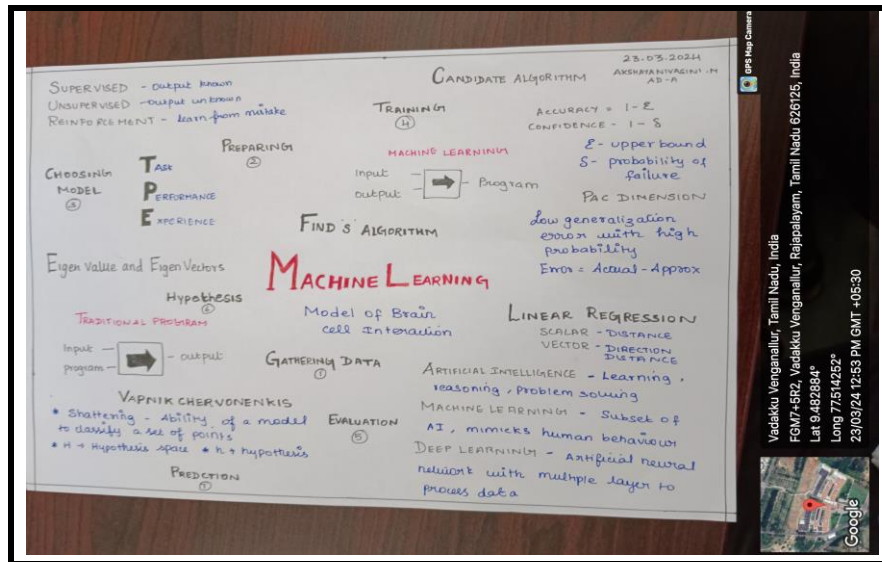 23.03.2024
AKSHAYANIVASINI.M
AD-A
CANDIDATE ALGORITHM
SUPERVISED - output known
UNSUPERVISED - output unknown
REINFORCEMENT - learn from mistake
TRAINING
4
ACCURACY = 1-ε
CONFIDENCE - 1-δ
ε - upper bound
δ - probability of
failure
PREPARING
2
MACHINE LEARNING
Input
output
Program
CHOOSING
MODEL
3
TASK
PERFORMANCE
EXPERIENCE
PAC DIMENSION
Low generalization
error with high
probability
Error = Actual - Approx
FIND 'S' ALGORITHM
Eigen Value and Eigen Vectors
MACHINE LEARNING
Hypothesis
6
Model of Brain
cell Interaction
TRADITIONAL PROGRAM
Input
program
output
LINEAR REGRESSION
SCALAR - DISTANCE
VECTOR - DIRECTION
DISTANCE
GATHERING DATA
1
ARTIFICIAL INTELLIGENCE - Learning,
reasoning, problem solving
MACHINE LEARNING - Subset of
AI, mimicks human behaviour
DEEP LEARNING - Artificial neural
network with multiple layer to
process data
VAPNIK CHERVONENKIS
* Shattering - Ability of a model
to classify a set of points
* H → Hypothesis space * h → hypothesis
EVALUATION
5
PREDCTION
7
GPS Map Camera
Vadakku Venganallur, Tamil Nadu, India
FGM7+5R2, Vadakku Venganallur, Rajapalayam, Tamil Nadu 626125, India
Lat 9.482884°
Long 77.514252°
23/03/24 12:53 PM GMT +05:30
Google